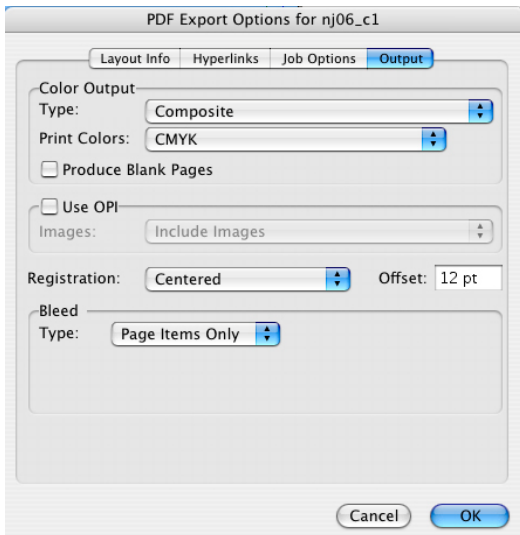 PDF Export Options for nj06_c1
Layout Info Hyperlinks Job Options Output
Color Output
Type: Composite
Print Colors: CMYK
Produce Blank Pages
Use OPI
Images: Include Images
Registration: Centered Offset: 12 pt
Bleed
Type: Page Items Only
Cancel OK